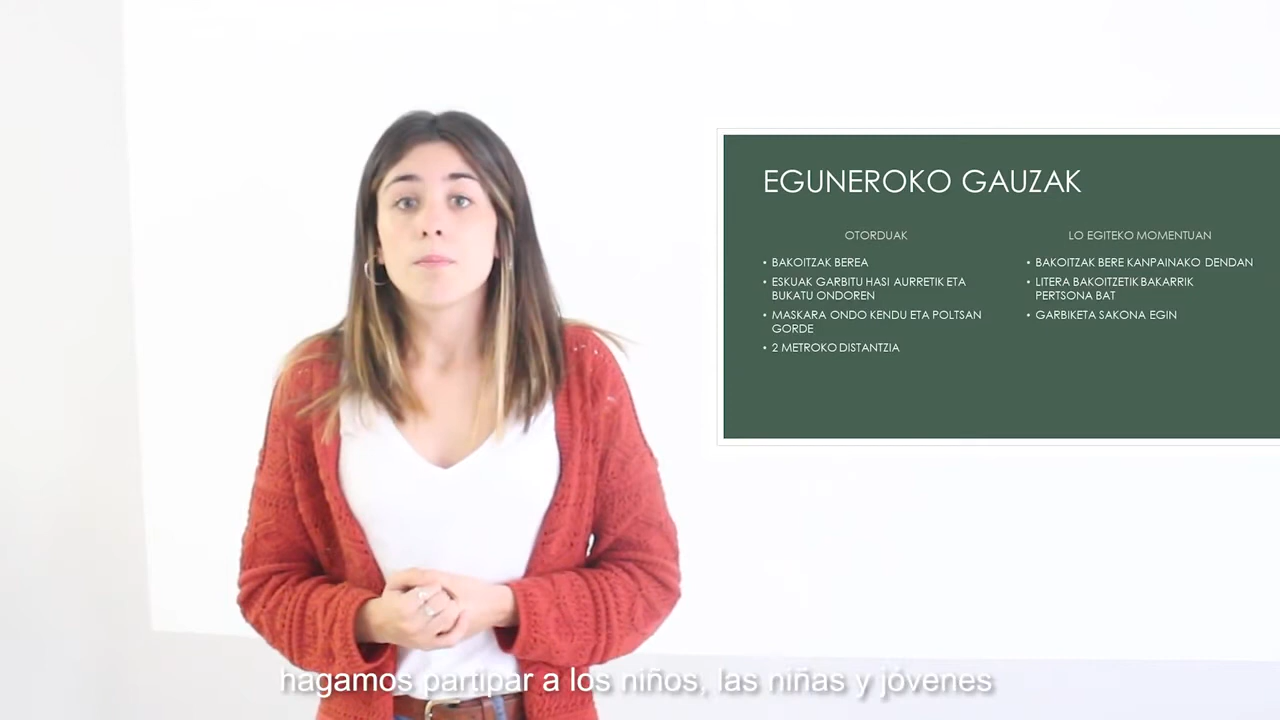 EGUNEROKO GAUZAK
OTORDUAK
• BAKOITZAK BEREA
• ESKUAK GARBITU HASI AURRETIK ETA
BUKATU ONDOREN
• MASKARA ONDO KENDU ETA POLTSAN
GORDE
• 2 METROKO DISTANTZIA
LO EGITEKO MOMENTUAN
• BAKOITZAK BERE KANPAINAKO DENDAN
• LITERA BAKOITZETIK BAKARRIK
PERTSONA BAT
• GARBIKETA SAKONA EGIN
hagamos partipar a los niños, las niñas y jóvenes